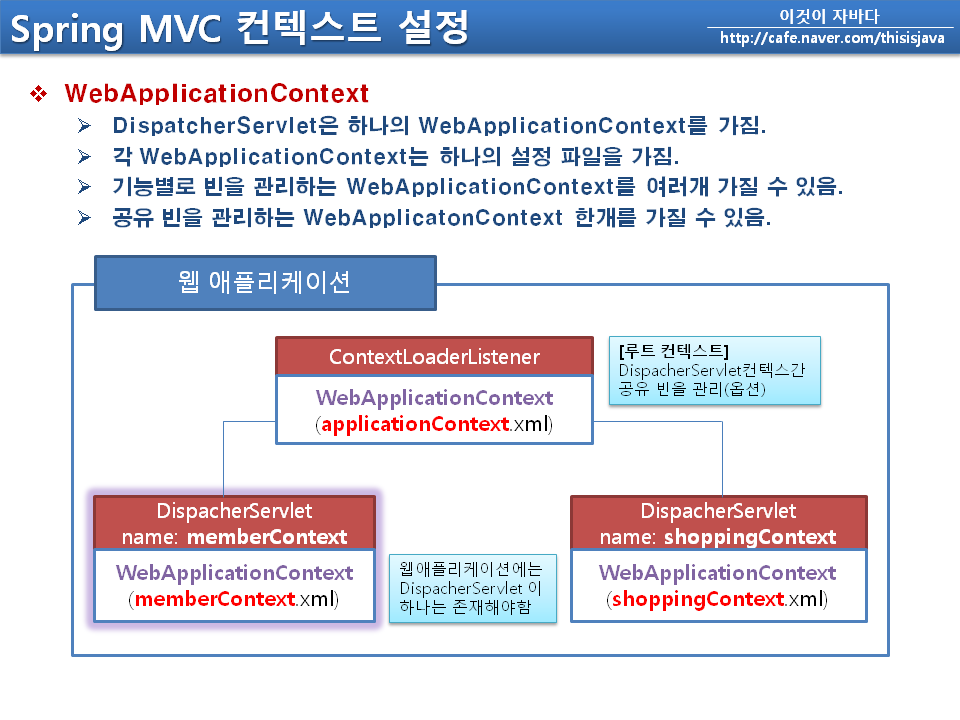 Spring MVC 컨텍스트 설정
이것이 자바다
http://cafe.naver.com/thisisjava
WebApplicationContext
DispatcherServlet은 하나의 WebApplicationContext를 가짐.
각 WebApplicationContext는 하나의 설정 파일을 가짐.
기능별로 빈을 관리하는 WebApplicationContext를 여러개 가질 수 있음.
공유 빈을 관리하는 WebApplicatonContext 한개를 가질 수 있음.
웹 애플리케이션
ContextLoaderListener
WebApplicationContext
(applicationContext.xml)
[루트 컨텍스트]
DispacherServlet컨텍스간
공유 빈을 관리(옵션)
DispacherServlet
name: memberContext
WebApplicationContext
(memberContext.xml)
웹애플리케이션에는
DispacherServlet 이
하나는 존재해야함
DispacherServlet
name: shoppingContext
WebApplicationContext
(shoppingContext.xml)